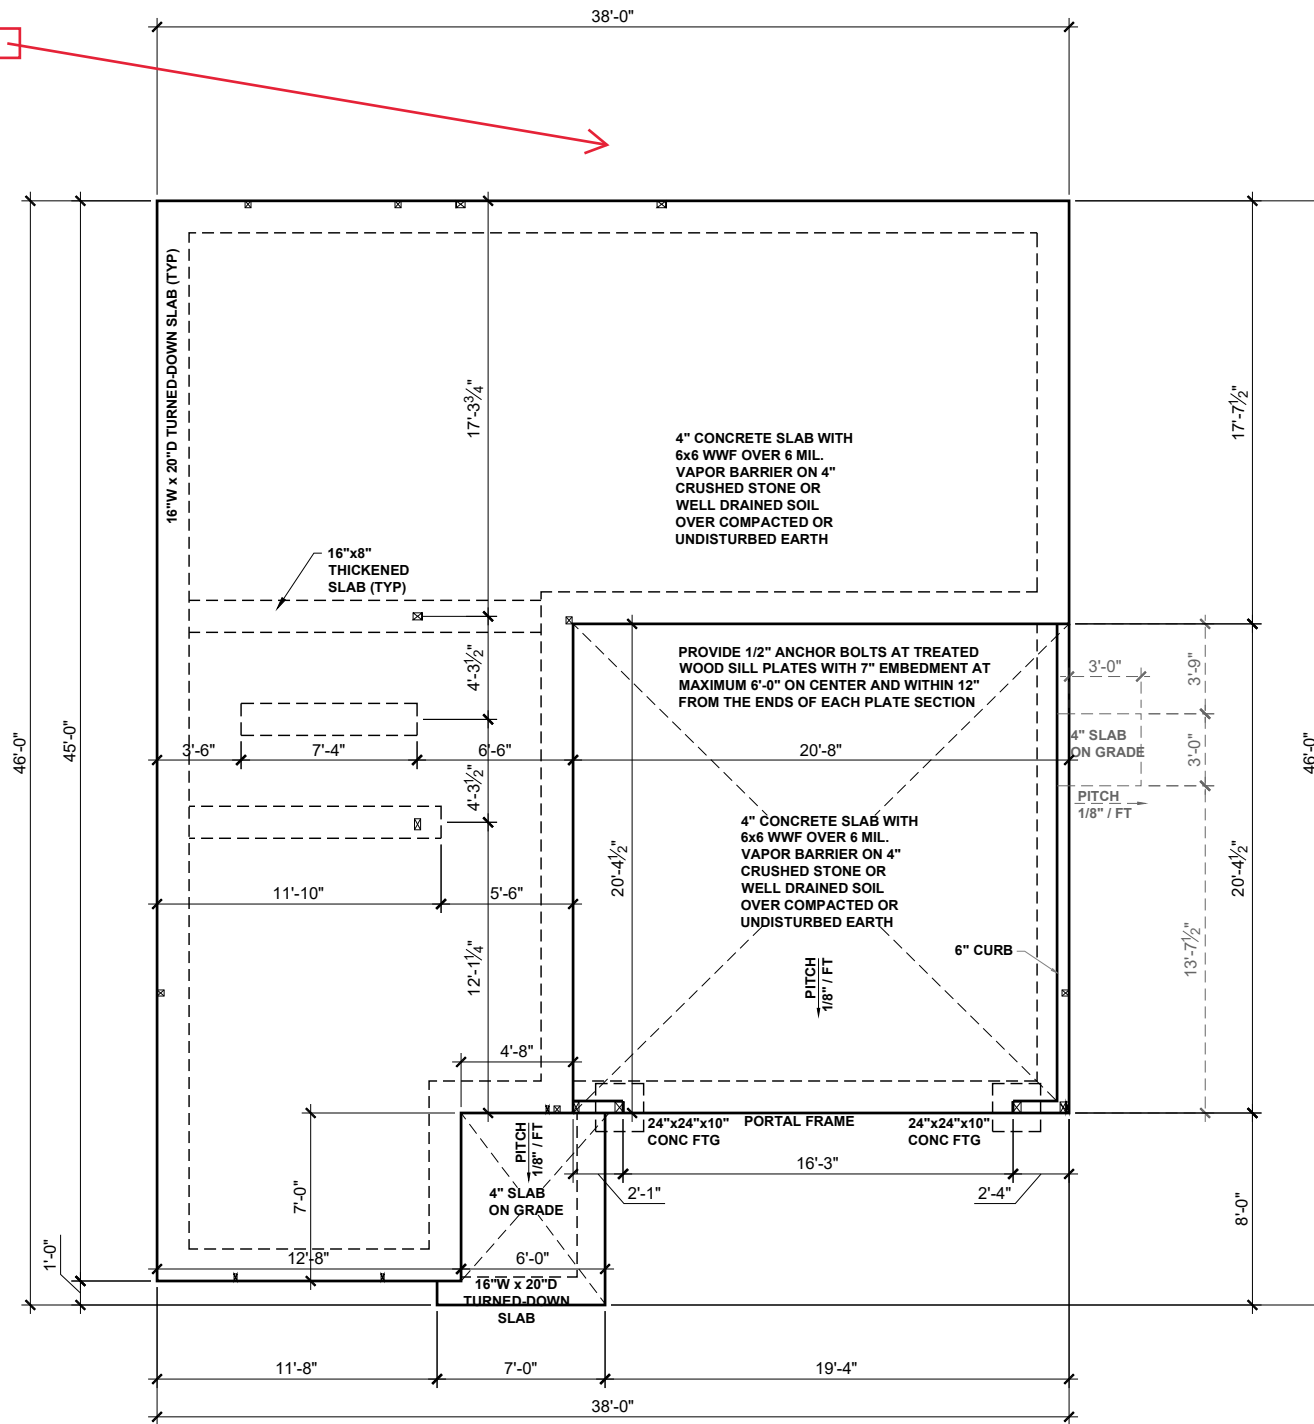 38'-0"
16"W x 20"D TURNED-DOWN SLAB (TYP)
17'-3¾"
17'-7½"
4" CONCRETE SLAB WITH
6x6 WWF OVER 6 MIL.
VAPOR BARRIER ON 4"
CRUSHED STONE OR
WELL DRAINED SOIL
OVER COMPACTED OR
UNDISTURBED EARTH
16"x8"
THICKENED
SLAB (TYP)
PROVIDE 1/2" ANCHOR BOLTS AT TREATED
WOOD SILL PLATES WITH 7" EMBEDMENT AT
MAXIMUM 6'-0" ON CENTER AND WITHIN 12"
FROM THE ENDS OF EACH PLATE SECTION
4'-3½"
3'-0"
3'-9"
46'-0"
45'-0"
3'-6"
7'-4"
6'-6"
20'-8"
4" SLAB
ON GRADE
3'-0"
46'-0"
4'-3½"
PITCH
1/8" / FT
4" CONCRETE SLAB WITH
6x6 WWF OVER 6 MIL.
VAPOR BARRIER ON 4"
CRUSHED STONE OR
WELL DRAINED SOIL
OVER COMPACTED OR
UNDISTURBED EARTH
20'-4½"
20'-4½"
11'-10"
5'-6"
6" CURB
13'-7½"
12'-1¼"
PITCH
1/8" / FT
4'-8"
24"x24"x10"
CONC FTG
PORTAL FRAME
24"x24"x10"
CONC FTG
PITCH
1/8" / FT
16'-3"
2'-1"
2'-4"
4" SLAB
ON GRADE
7'-0"
8'-0"
1'-0"
12'-8"
6'-0"
16"W x 20"D
TURNED-DOWN
SLAB
11'-8"
7'-0"
19'-4"
38'-0"